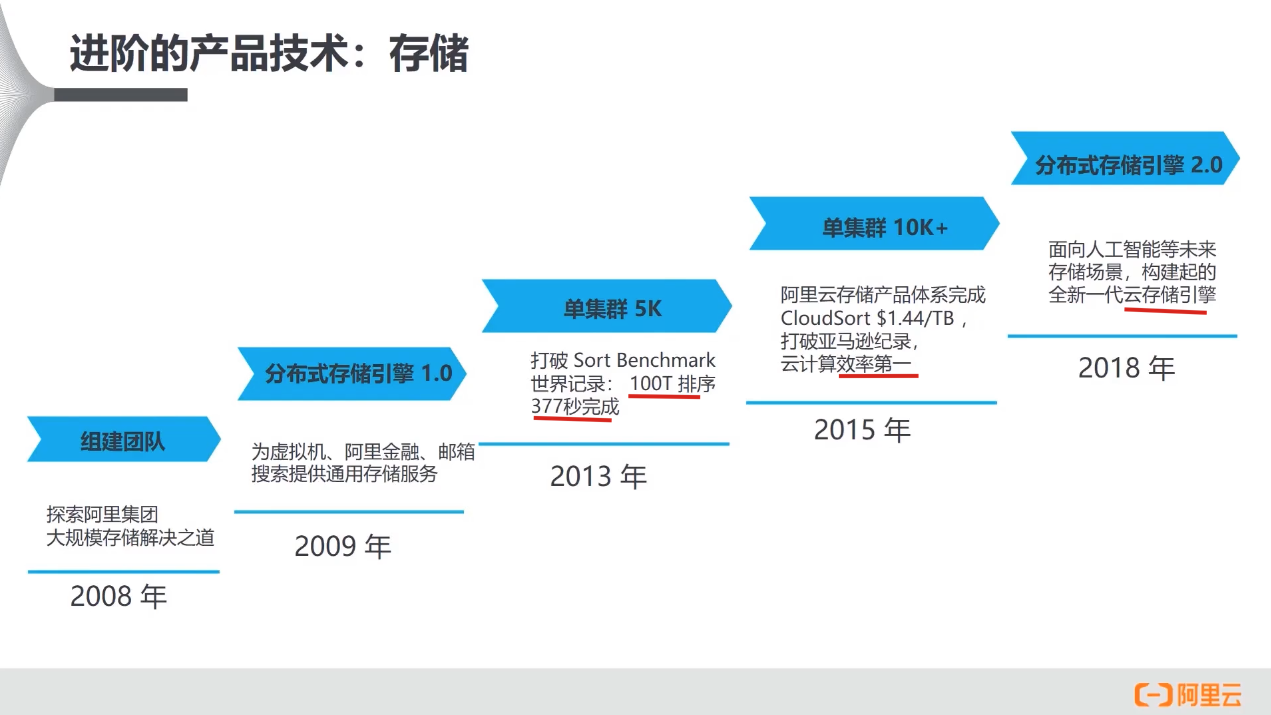 进阶的产品技术：存储
组建团队
探索阿里集团
大规模存储解决之道
2008 年
分布式存储引擎 1.0
为虚拟机、阿里金融、邮箱
搜索提供通用存储服务
2009 年
单集群 5K
打破 Sort Benchmark
世界记录： 100T 排序
377秒完成
2013 年
单集群 10K+
阿里云存储产品体系完成
CloudSort $1.44/TB ，
打破亚马逊纪录，
云计算效率第一
2015 年
分布式存储引擎 2.0
面向人工智能等未来
存储场景，构建起的
全新一代云存储引擎
2018 年
阿里云